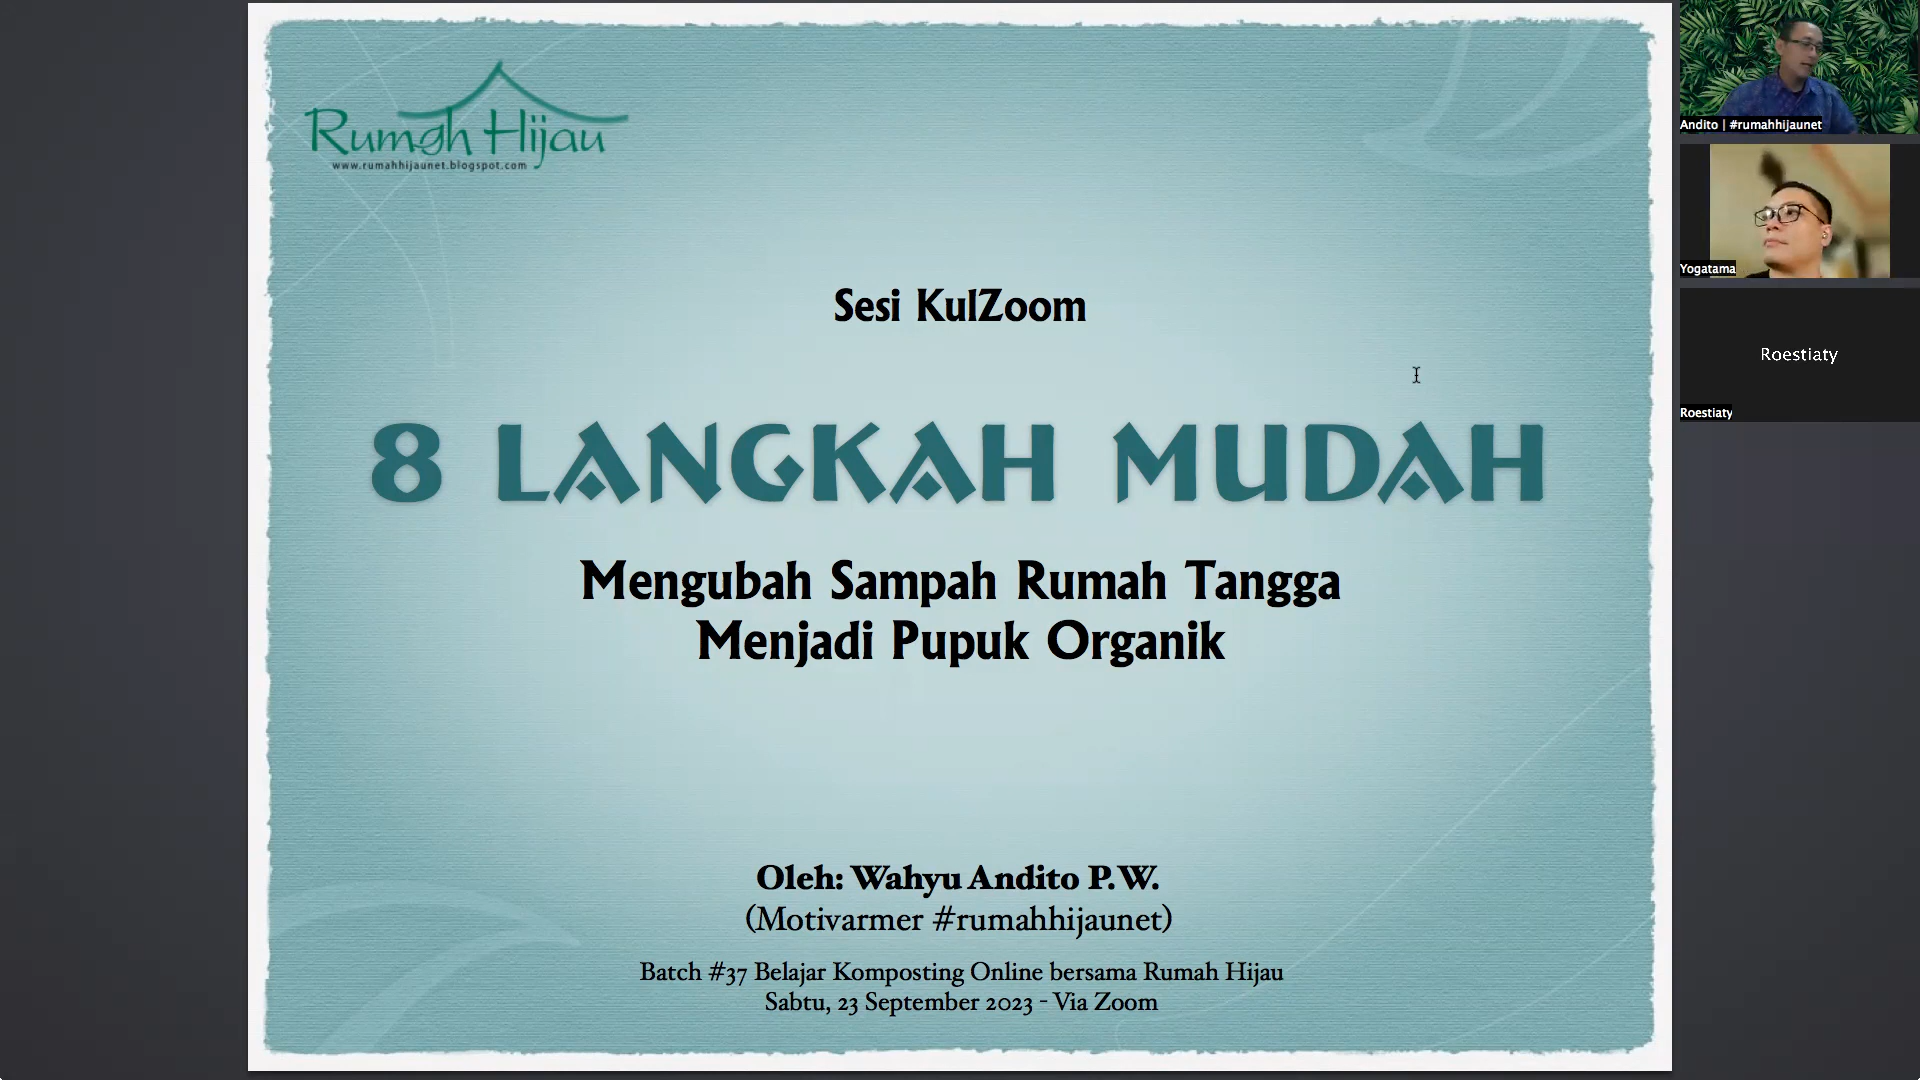 Rumah Hijau
www.rumahhijaunet.blogspot.com
Sesi KulZoom
8 LANGKAH MUDAH
Mengubah Sampah Rumah Tangga
Menjadi Pupuk Organik
Oleh: Wahyu Andito P.W.
(Motivarmer #rumahhijaunet)
Batch #37 Belajar Komposting Online bersama Rumah Hijau
Sabtu, 23 September 2023 - Via Zoom
Andito | #rumahhijaunet
Yogatama
Roestiaty
Roestiaty